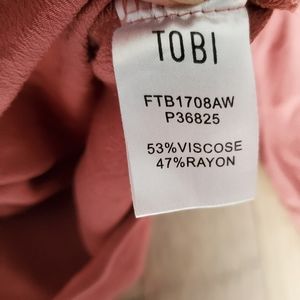 TOBI
FTB1708AW
P36825
53%VISCOSE
47%RAYON